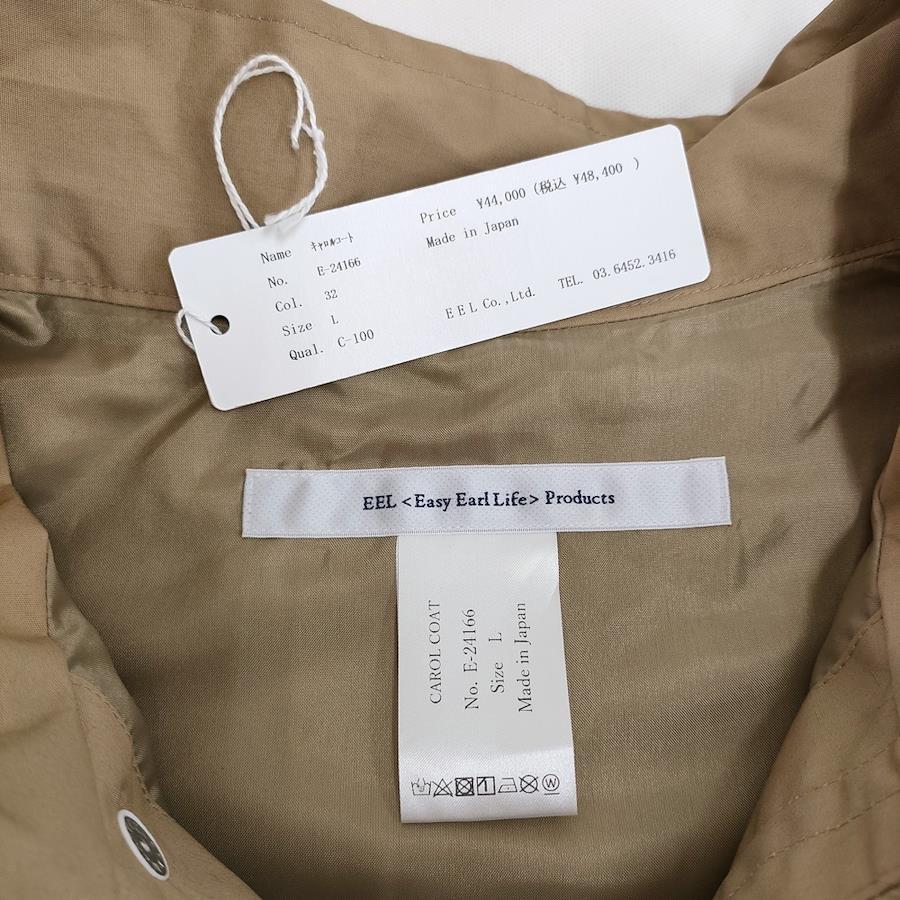 Name ｷｬﾛﾙｺｰﾄ
No. E-24166
Col. 32
Size L
Qual. C-100
Price ¥44,000 (税込 ¥48,400 )
Made in Japan
E E L Co.,Ltd. TEL. 03.6452.3416
EEL <Easy Earl Life> Products
CAROL COAT
No. E-24166
Size L
Made in Japan